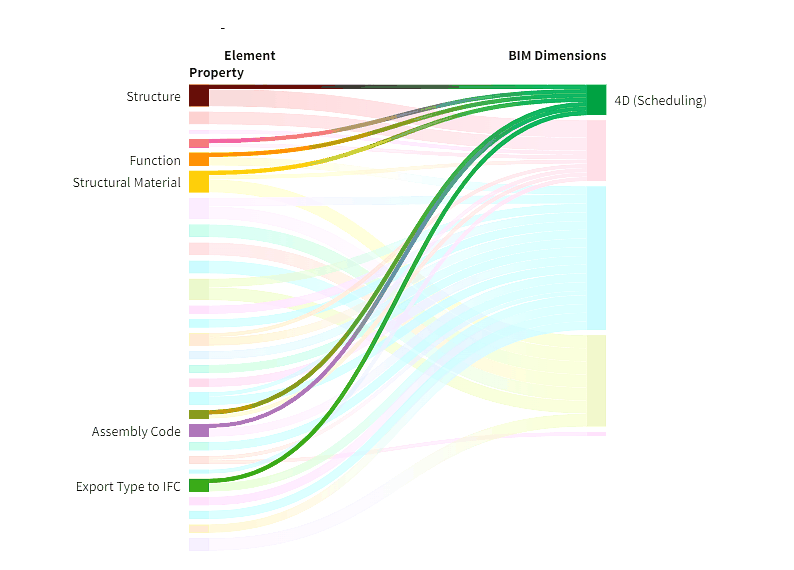 -
Element
Property
BIM Dimensions
Structure
4D (Scheduling)
Function
Structural Material
Assembly Code
Export Type to IFC